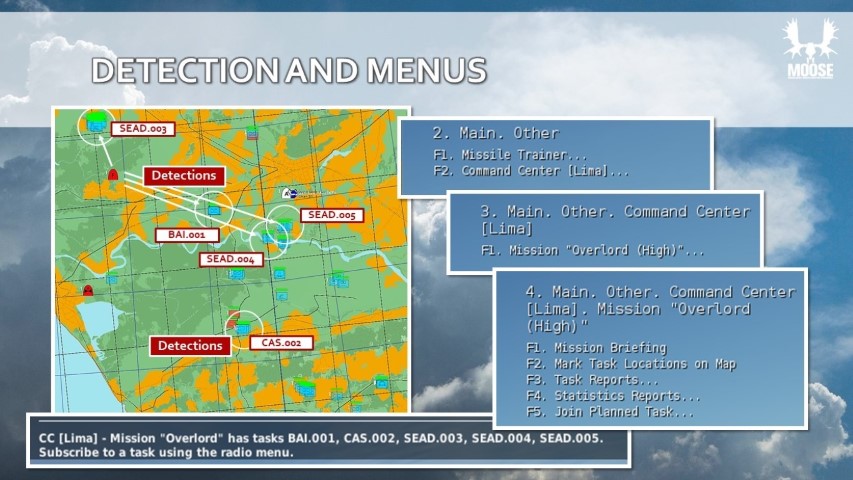 DETECTION AND MENUS
MOOSE
SEAD.003
Detections
SEAD.005
BAI.001
SEAD.004
Detections
CAS.002
2. Main. Other
F1. Missile Trainer...
F2. Command Center [Lima]...
3. Main. Other. Command Center
[Lima]
F1. Mission "Overlord (High)"...
4. Main. Other. Command Center
[Lima]. Mission "Overlord
(High)"
F1. Mission Briefing
F2. Mark Task Locations on Map
F3. Task Reports...
F4. Statistics Reports...
F5. Join Planned Task...
CC [Lima] - Mission "Overlord" has tasks BAI.001, CAS.002, SEAD.003, SEAD.004, SEAD.005.
Subscribe to a task using the radio menu.